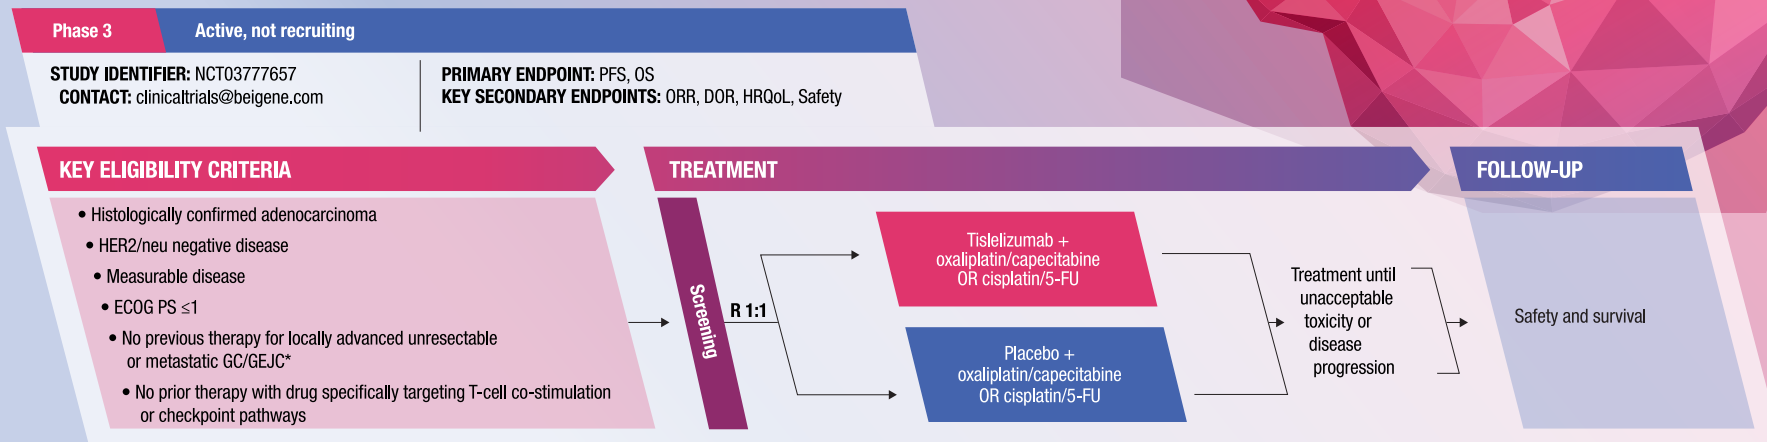 Phase 3
Active, not recruiting
STUDY IDENTIFIER: NCT03777657
CONTACT: clinicaltrials@beigene.com
PRIMARY ENDPOINT: PFS, OS
KEY SECONDARY ENDPOINTS: ORR, DOR, HRQoL, Safety
KEY ELIGIBILITY CRITERIA
• Histologically confirmed adenocarcinoma
• HER2/neu negative disease
• Measurable disease
• ECOG PS ≤1
• No previous therapy for locally advanced unresectable
or metastatic GC/GEJC*
• No prior therapy with drug specifically targeting T-cell co-stimulation
or checkpoint pathways
TREATMENT
Screening
R 1:1
Tislelizumab +
oxaliplatin/capecitabine
OR cisplatin/5-FU
Placebo +
oxaliplatin/capecitabine
OR cisplatin/5-FU
Treatment until
unacceptable
toxicity or
disease
progression
FOLLOW-UP
Safety and survival